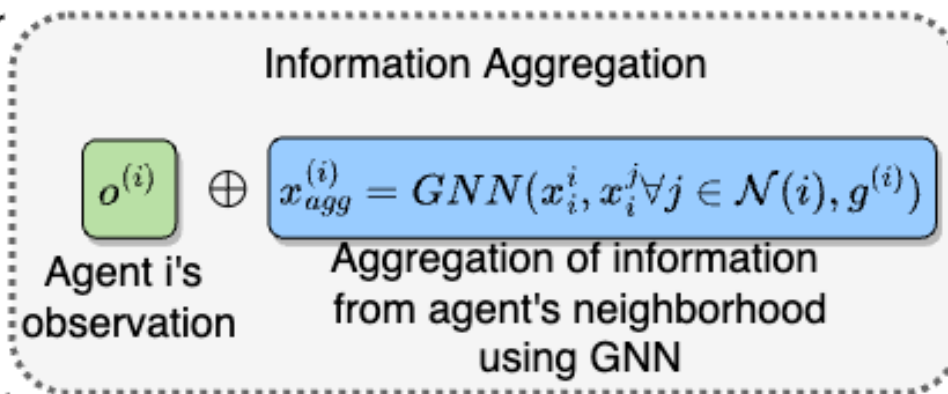 Information Aggregation
o^{(i)} ⊕ x_{agg}^{(i)} = GNN(x_i^i, x_i^j ∀j ∈ 𝒩(i), g^{(i)})
Agent i's
observation
Aggregation of information
from agent's neighborhood
using GNN